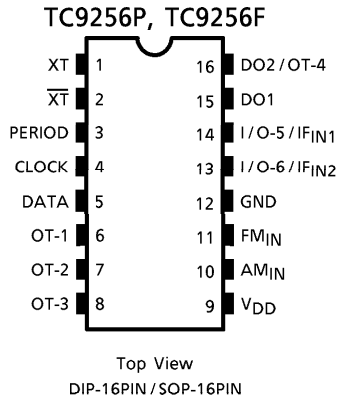 TC9256P, TC9256F
XT 1 16 DO2/OT-4
X̅T̅ 2 15 DO1
PERIOD 3 14 I/O-5/IFIN1
CLOCK 4 13 I/O-6/IFIN2
DATA 5 12 GND
OT-1 6 11 FMIN
OT-2 7 10 AMIN
OT-3 8 9 VDD
Top View
DIP-16PIN/SOP-16PIN